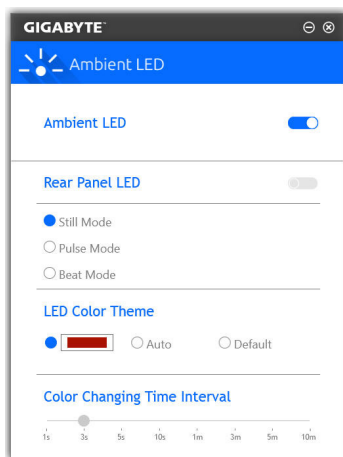 GIGABYTE™
Ambient LED
Ambient LED
Rear Panel LED
Still Mode
Pulse Mode
Beat Mode
LED Color Theme
Auto Default
Color Changing Time Interval
1s 3s 5s 10s 1m 3m 5m 10m